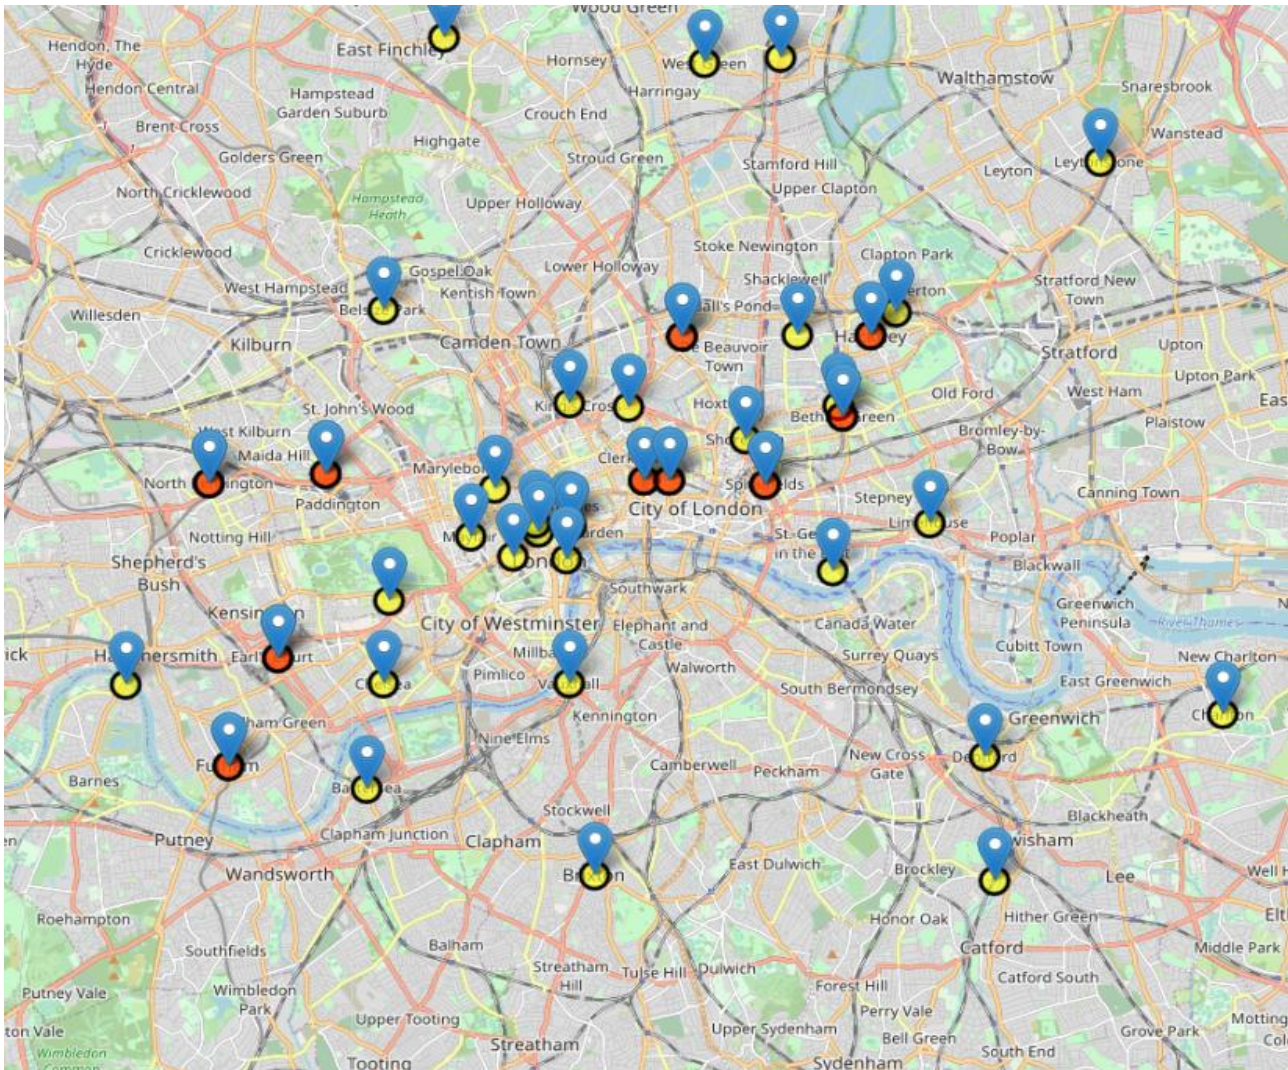 Wood Green
Hendon, The
Hyde
East Finchley
Hornsey
West Green
Walthamstow
Hendon Central
Hampstead
Garden Suburb
Harringay
Snaresbrook
Crouch End
Brent Cross
Highgate
Wanstead
Golders Green
Stroud Green
Stamford Hill
Leyton
Upper Clapton
North Cricklewood
Hampstead
Heath
Upper Holloway
Cricklewood
Stoke Newington
Clapton Park
Gospel Oak
Lower Holloway
Shacklewell
Stratford New
Town
West Hampstead
Kentish Town
Willesden
Kilburn
Camden Town
Beauvoir
Town
Stratford
Upton
Upton Park
West Ham
Old Ford
St. John's Wood
Plaistow
Bromley-by-
Bow
Maida Hill
Paddington
City of London
Stepney
Canning Town
Notting Hill
Poplar
in the East
Blackwall
Shepherd's
Bush
Southwark
Greenwich
Peninsula
River Thames
City of Westminster
Elephant and
Castle
Canada Water
Cubitt Town
Surrey Quays
New Charlton
Walworth
Pimlico
East Greenwich
South Bermondsey
Kennington
Greenwich
Nine Elms
New Cross
Gate
Camberwell
Peckham
Barnes
Stockwell
Blackheath
Putney
Clapham Junction
Clapham
East Dulwich
Brockley
Lee
Wandsworth
Roehampton
Honor Oak
Hither Green
Southfields
Balham
Catford
Middle Park
Streatham
Hill
Tulse Hill
Dulwich
Catford South
Putney Vale
Wimbledon
Park
Forest Hill
Upper Tooting
Perry Vale
Upper Sydenham
Bell Green
Grove Park
Wimbledon
Common
Streatham
South End
Tooting
Sydenham